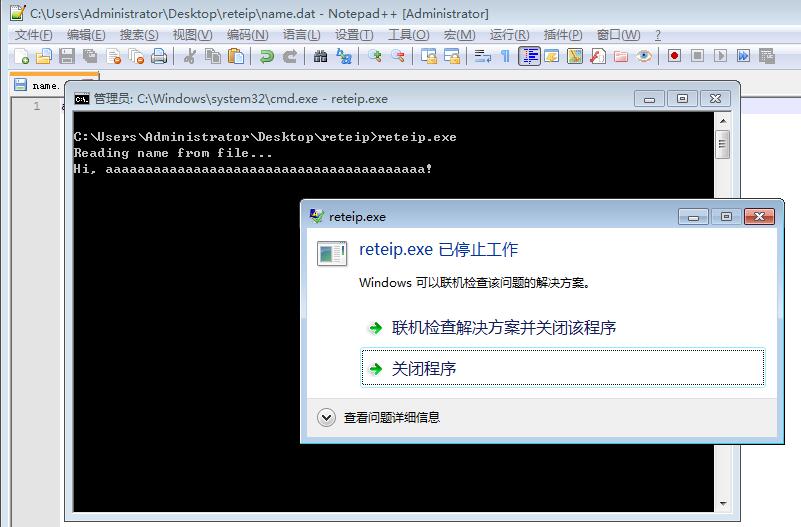 C:\Users\Administrator\Desktop\reteip\name.dat - Notepad++ [Administrator]
文件(F) 编辑(E) 搜索(S) 视图(V) 编码(N) 语言(L) 设置(T) 工具(O) 宏(M) 运行(R) 插件(P) 窗口(W) ?
name.
1
管理员: C:\Windows\system32\cmd.exe - reteip.exe
C:\Users\Administrator\Desktop\reteip>reteip.exe
Reading name from file...
Hi, aaaaaaaaaaaaaaaaaaaaaaaaaaaaaaaaaaaaaaaa!
reteip.exe
reteip.exe 已停止工作
Windows 可以联机检查该问题的解决方案。
联机检查解决方案并关闭该程序
关闭程序
查看问题详细信息